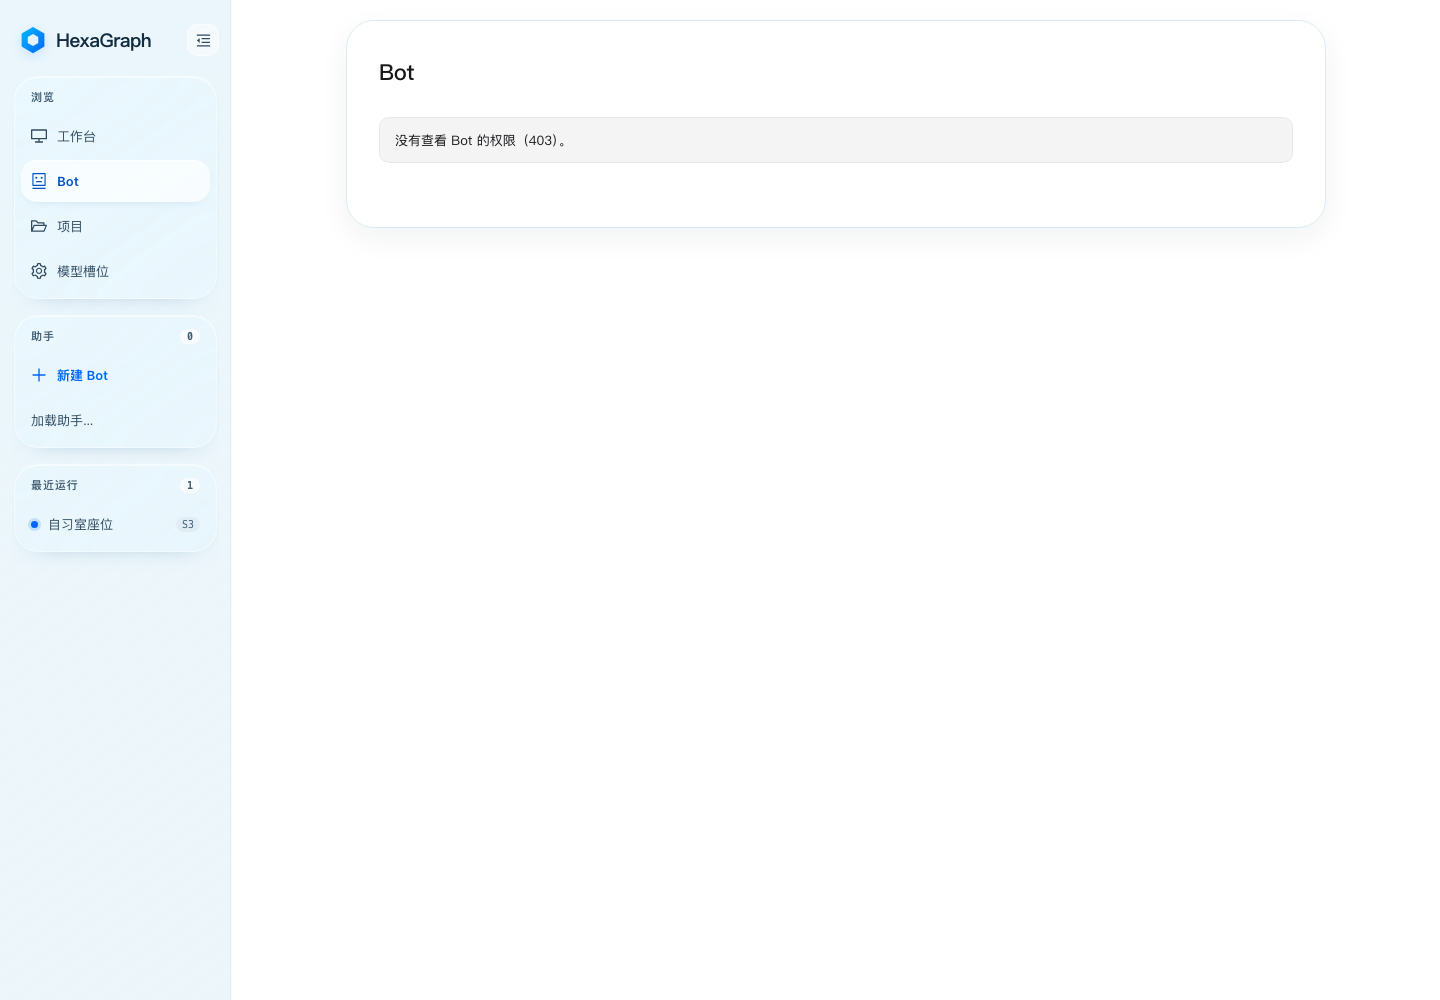 HexaGraph
浏览
工作台
Bot
项目
模型槽位
助手 0
新建 Bot
加载助手...
最近运行 1
自习室座位 S3
Bot
没有查看 Bot 的权限（403）。